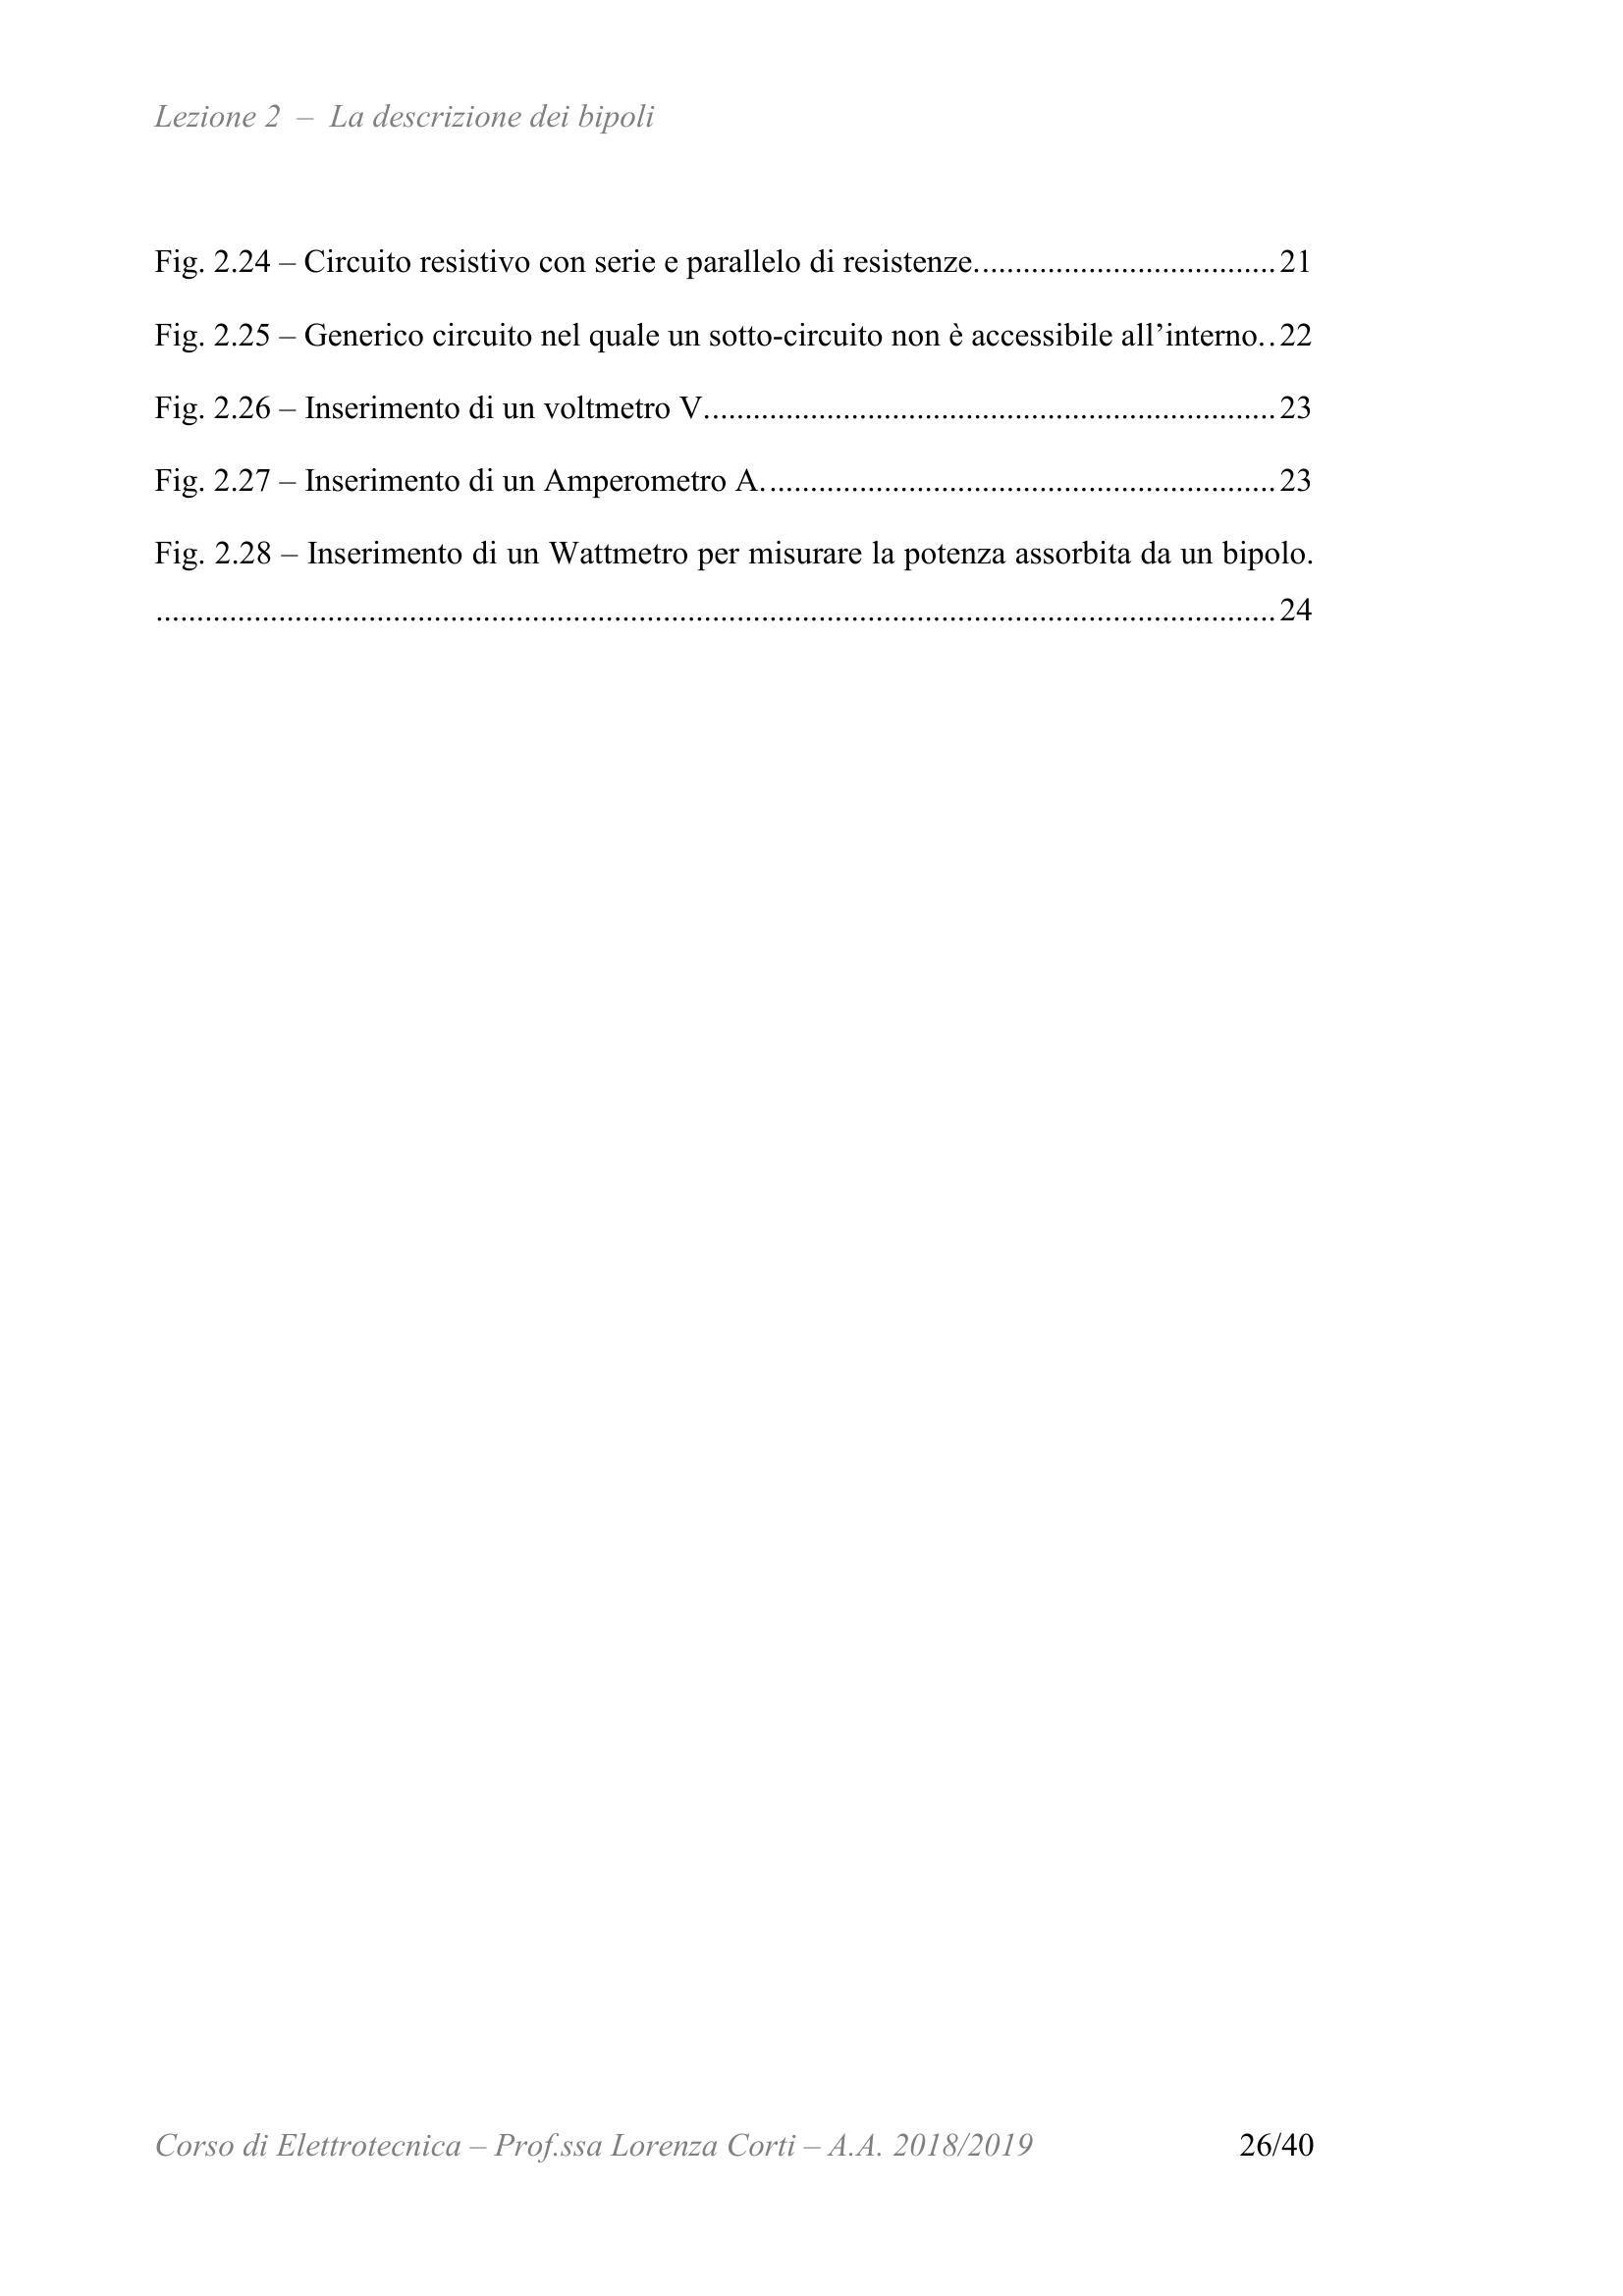 Lezione 2 – La descrizione dei bipoli
Fig. 2.24 – Circuito resistivo con serie e parallelo di resistenze....................................21
Fig. 2.25 – Generico circuito nel quale un sotto-circuito non è accessibile all’interno. .22
Fig. 2.26 – Inserimento di un voltmetro V.....................................................................23
Fig. 2.27 – Inserimento di un Amperometro A. .............................................................23
Fig. 2.28 – Inserimento di un Wattmetro per misurare la potenza assorbita da un bipolo.
.........................................................................................................................................24
Corso di Elettrotecnica – Prof.ssa Lorenza Corti – A.A. 2018/2019 26/40